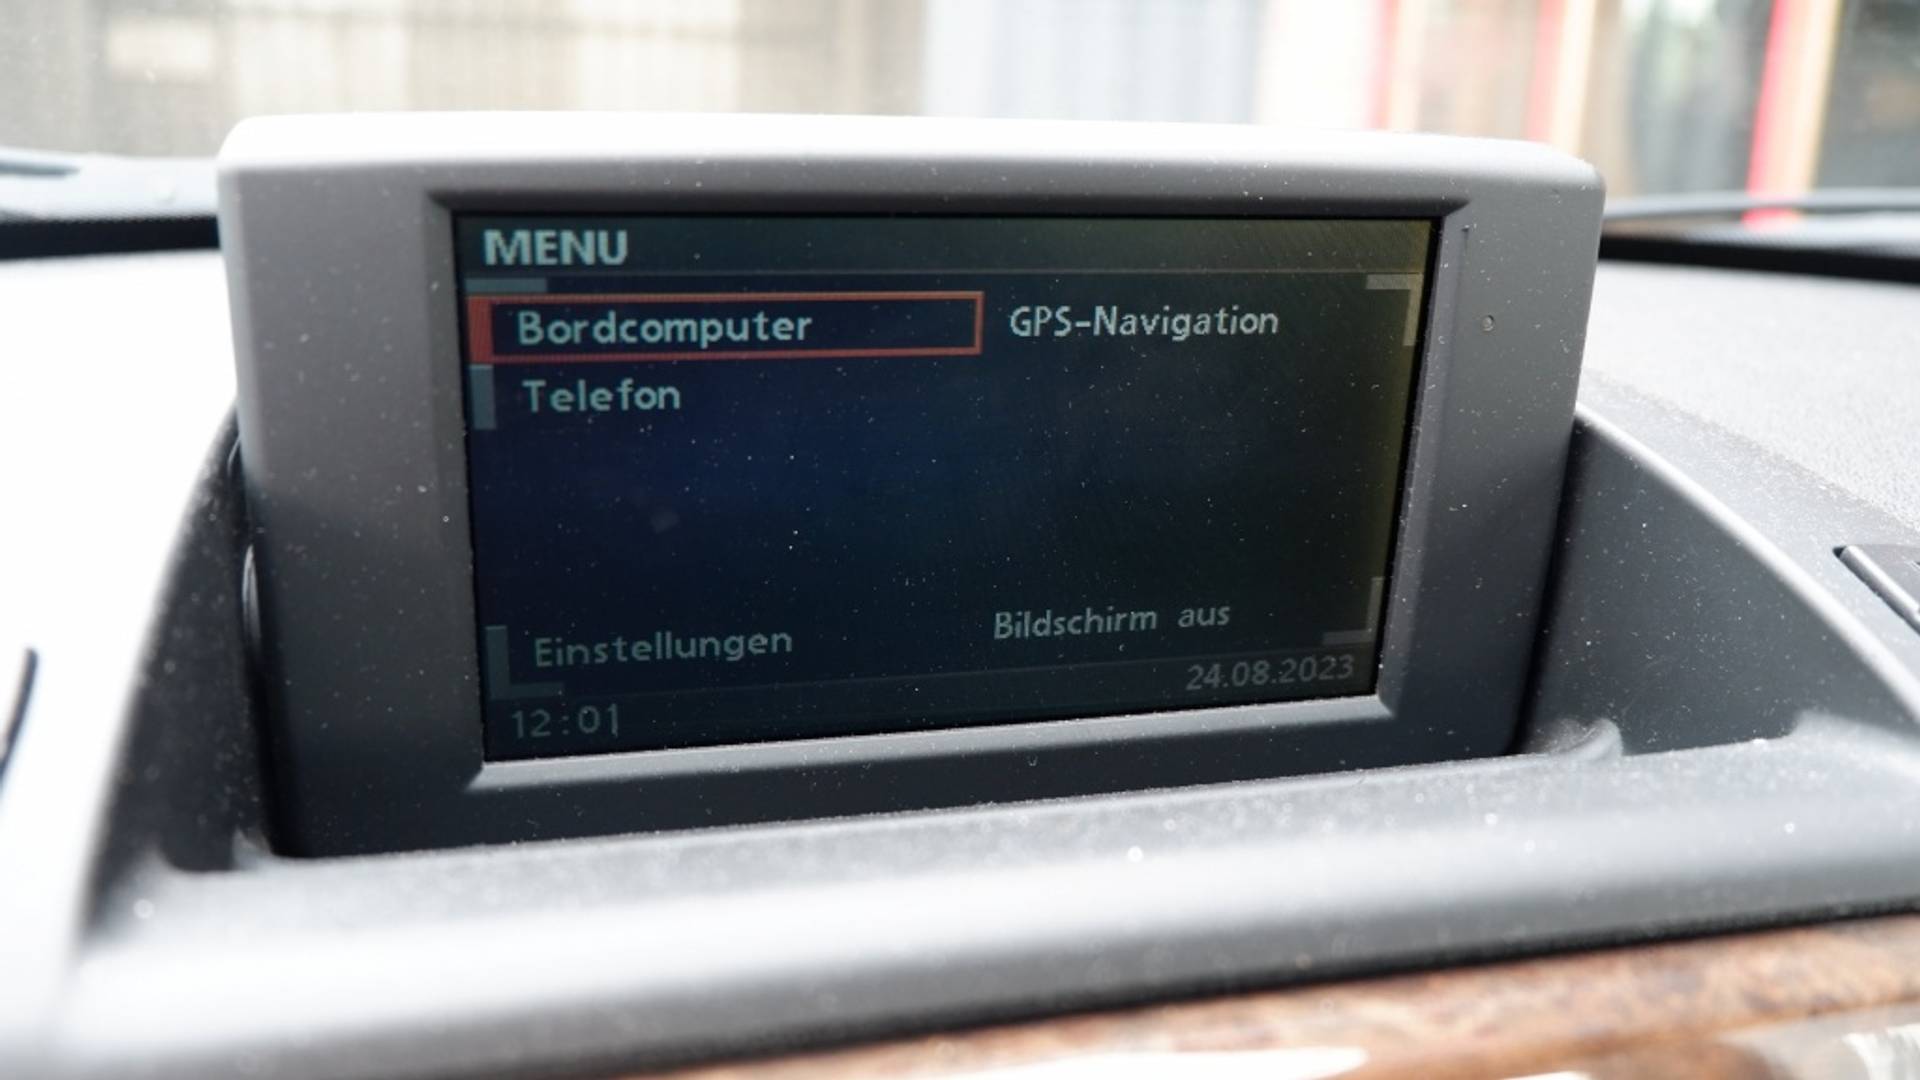 MENU
Bordcomputer
GPS-Navigation
Telefon
Einstellungen
Bildschirm aus
24.08.2023
12:01